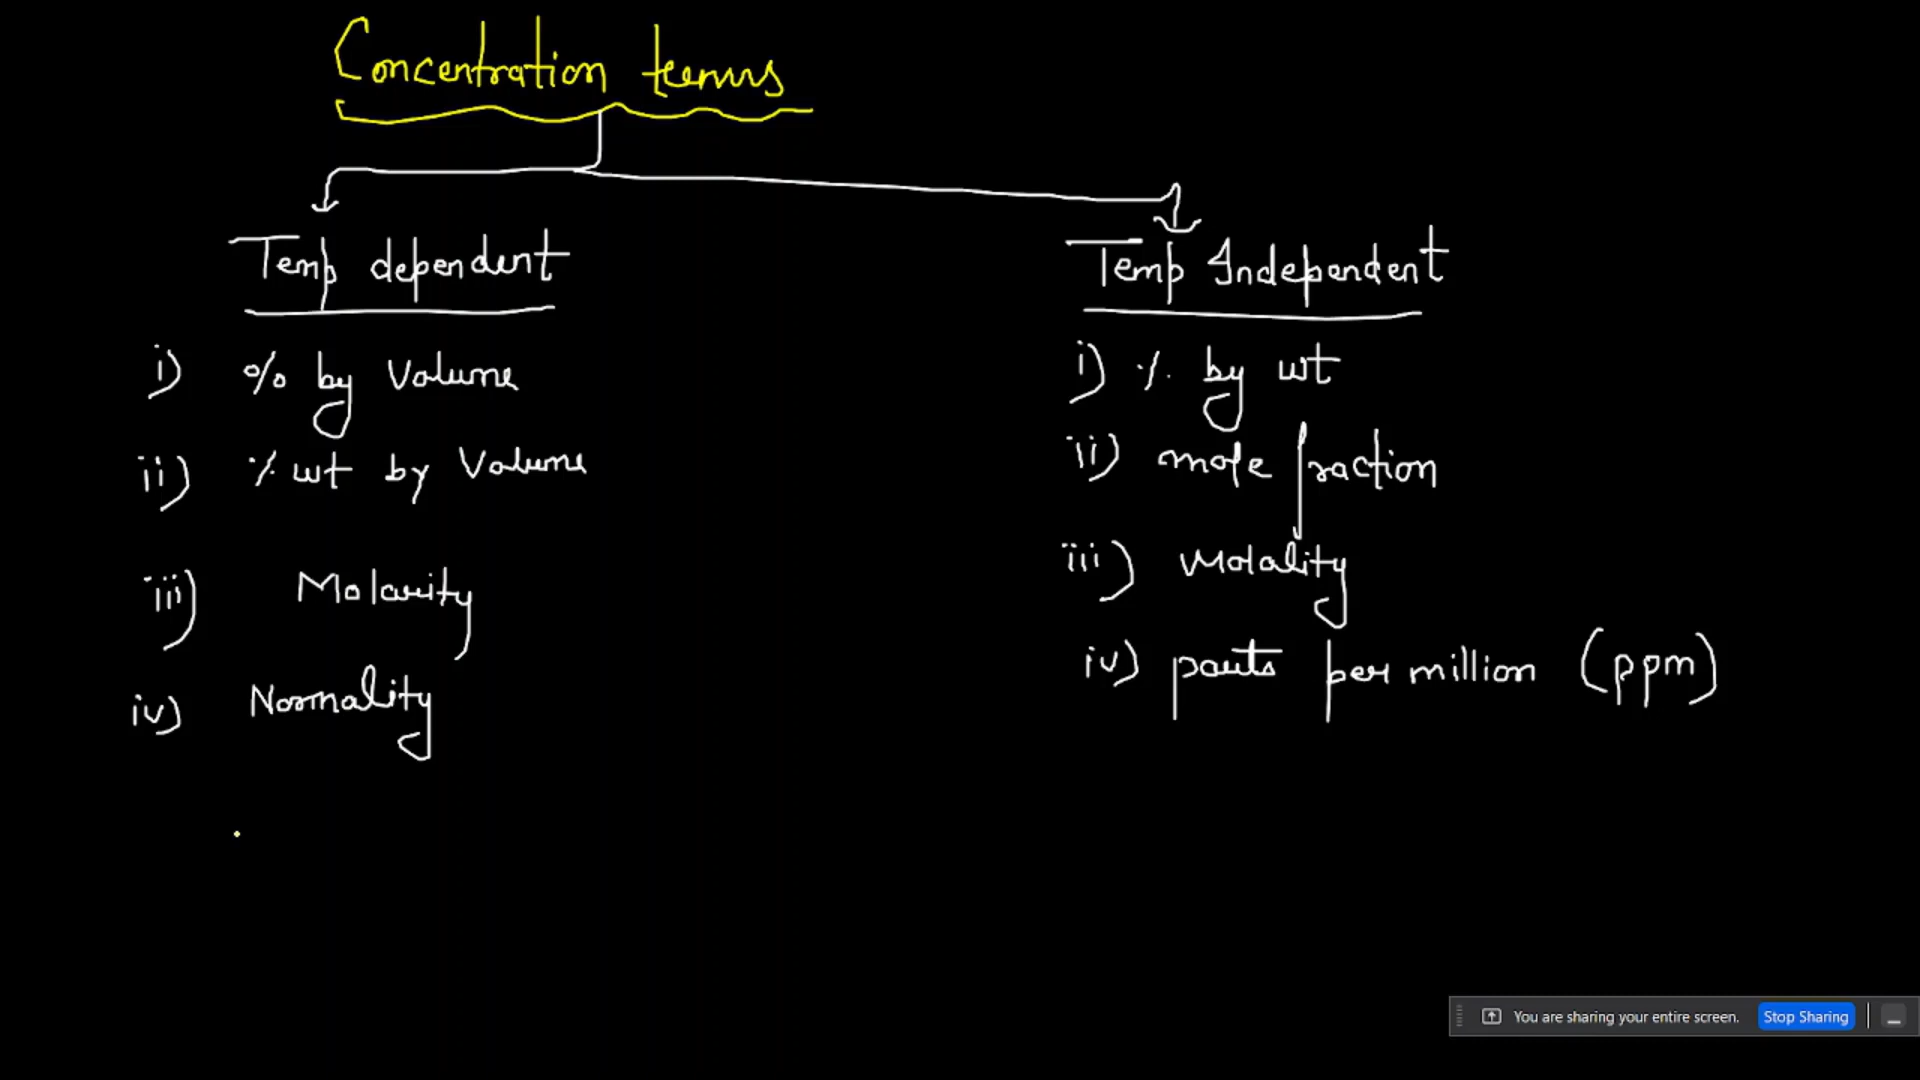 Concentration terms
Temp dependent
i) % by Volume
ii) % wt by Volume
iii) Molarity
iv) Normality
Temp Independent
i) % by wt
ii) mole fraction
iii) Molality
iv) parts per million (ppm)
You are sharing your entire screen. Stop Sharing